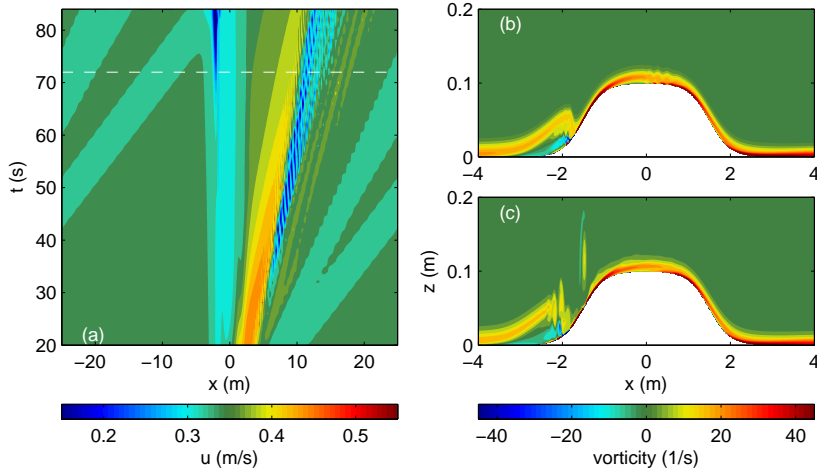 80
70
60
50
40
30
20
t (s)
(a)
−20 −10 0 10 20
x (m)
0.2 0.3 0.4 0.5
u (m/s)
0.2
0.1
0
(b)
−4 −2 0 2 4
0.2
0.1
0
z (m)
(c)
−4 −2 0 2 4
x (m)
−40 −20 0 20 40
vorticity (1/s)